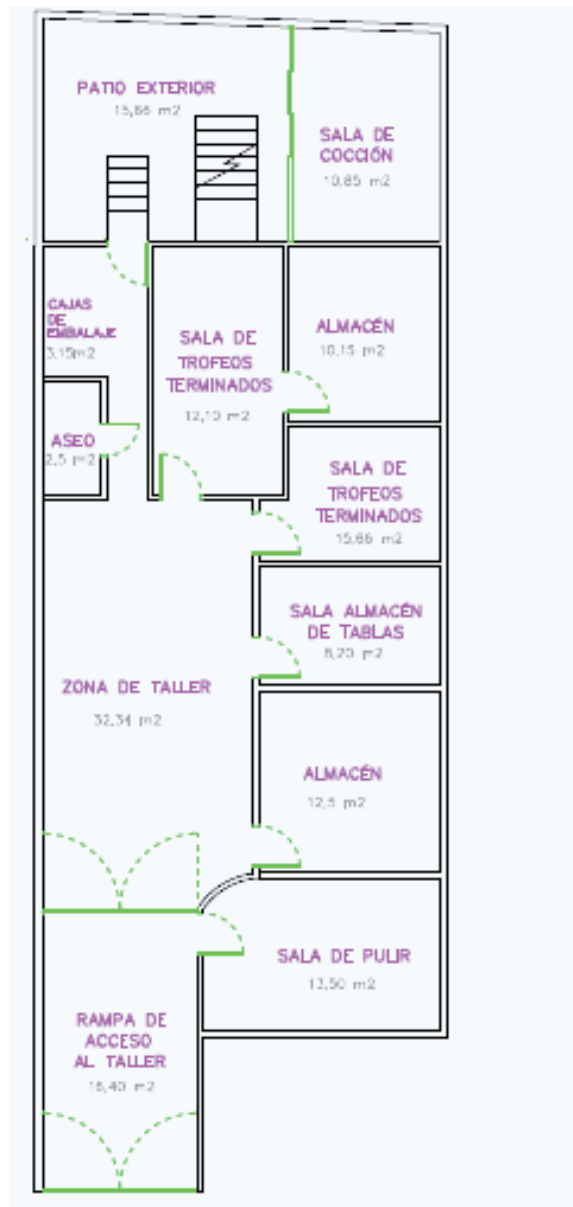 PATIO EXTERIOR
15,66 m2
SALA DE
COCCIÓN
10,85 m2
CAJAS
DE
EMBALAJE
3,15m2
SALA DE
TROFEOS
TERMINADOS
12,10 m2
ALMACÉN
10,15 m2
ASEO
2,5 m2
SALA DE
TROFEOS
TERMINADOS
15,66 m2
SALA ALMACÉN
DE TABLAS
8,20 m2
ZONA DE TALLER
32,34 m2
ALMACÉN
12,5 m2
SALA DE PULIR
13,50 m2
RAMPA DE
ACCESO
AL TALLER
m2